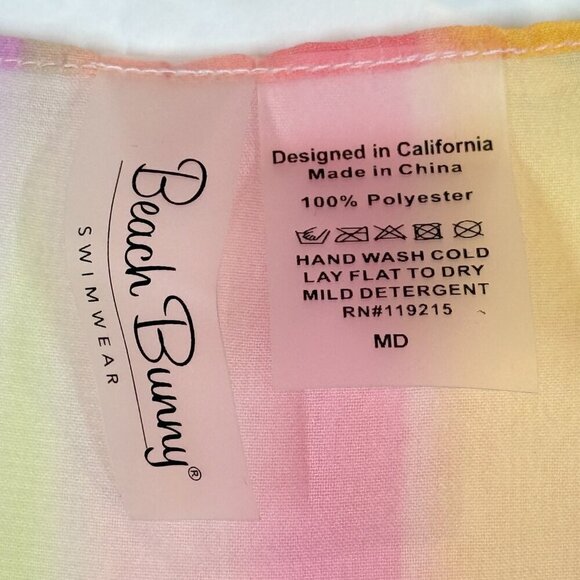 Beach Bunny®
SWIMWEAR
Designed in California
Made in China
100% Polyester
HAND WASH COLD
LAY FLAT TO DRY
MILD DETERGENT
RN#119215
MD